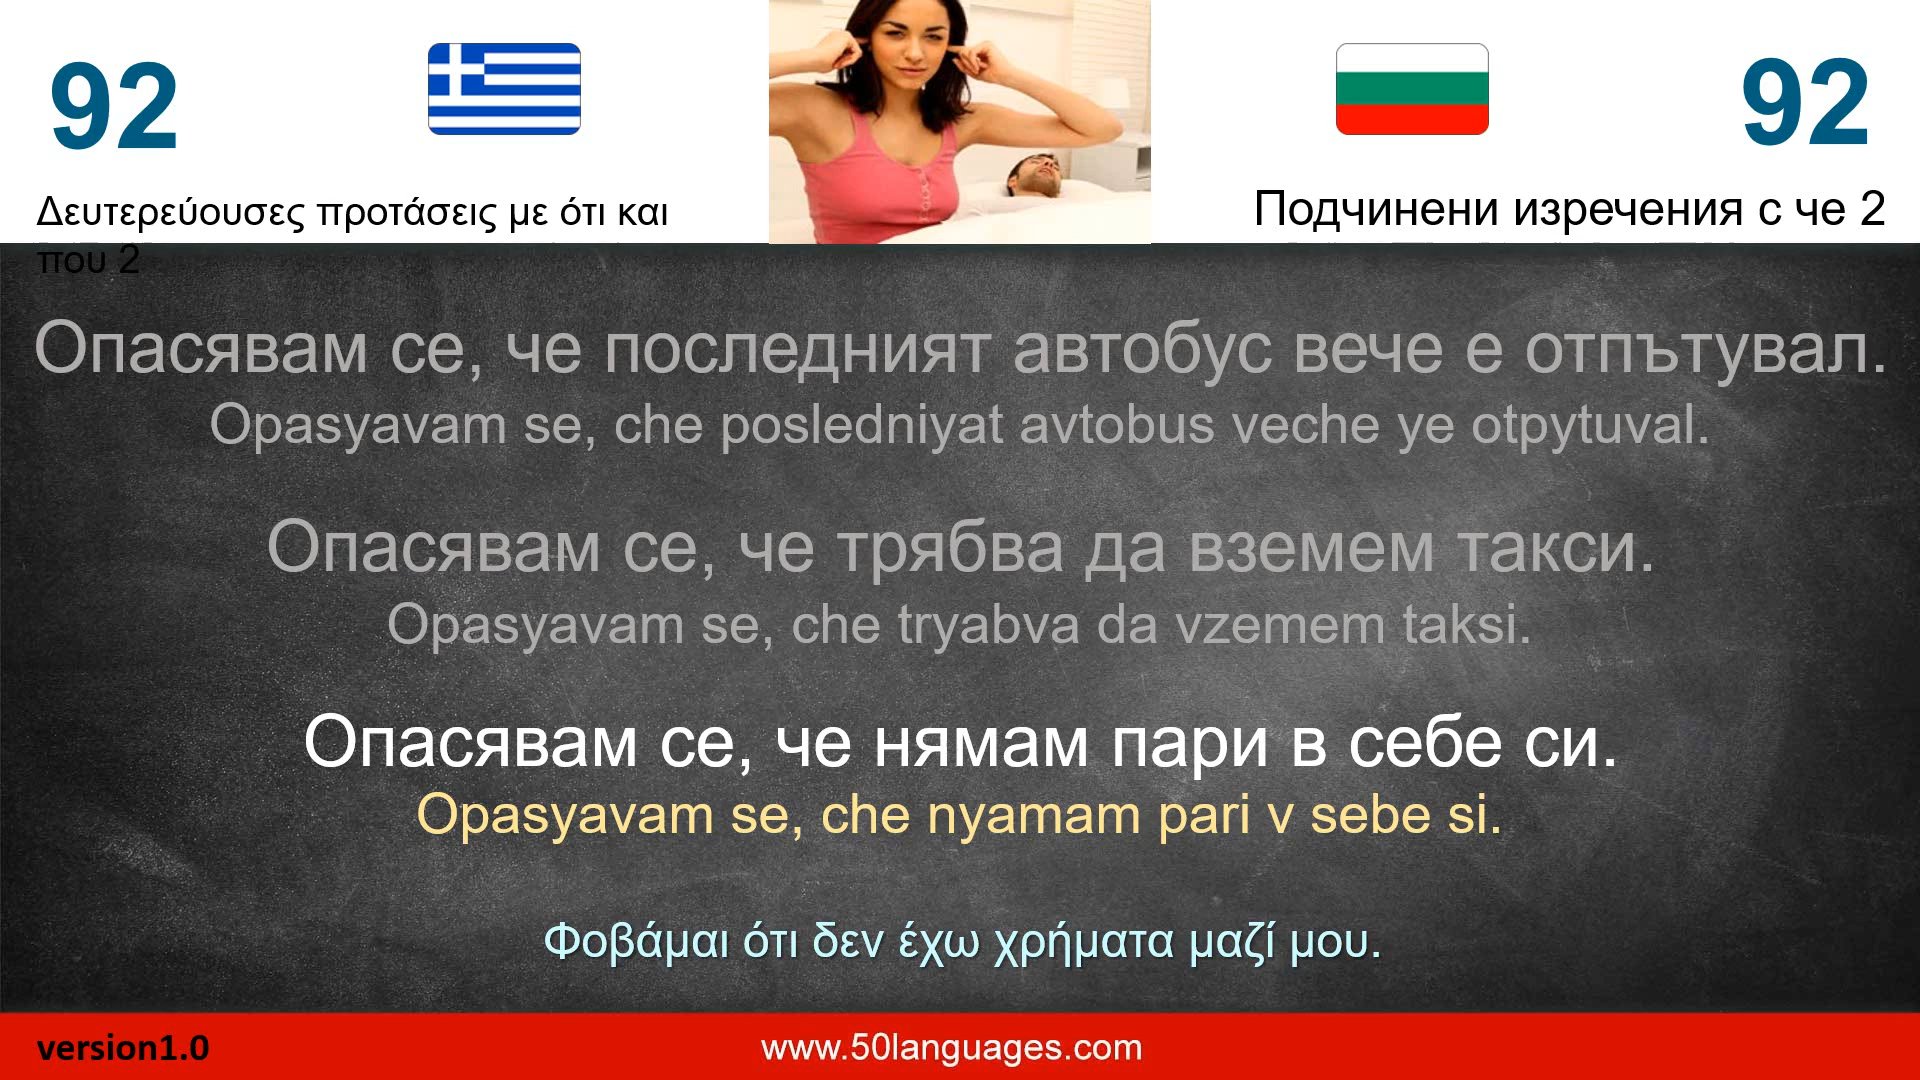 92
92
Δευτερεύουσες προτάσεις με ότι και
που 2
Подчинени изречения с че 2
Опасявам се, че последният автобус вече е отпътувал.
Opasyavam se, che posledniyat avtobus veche ye otpytuval.
Опасявам се, че трябва да вземем такси.
Opasyavam se, che tryabva da vzemem taksi.
Опасявам се, че нямам пари в себе си.
Opasyavam se, che nyamam pari v sebe si.
Φοβάμαι ότι δεν έχω χρήματα μαζί μου.
version1.0
www.50languages.com